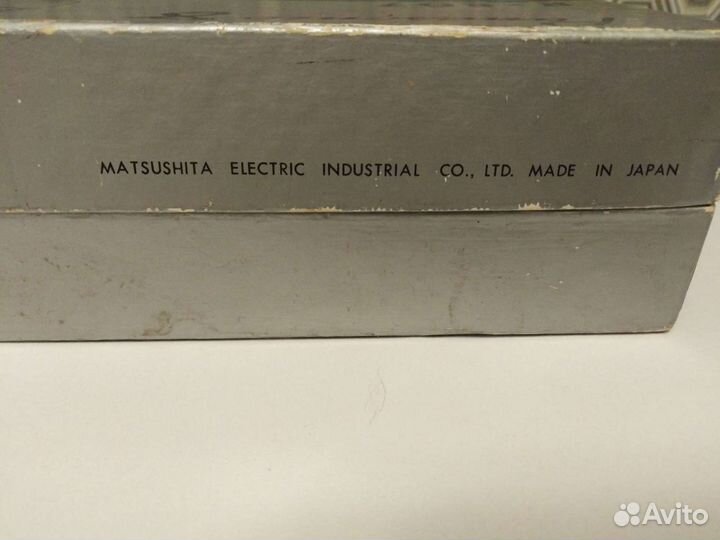 MATSUSHITA ELECTRIC INDUSTRIAL CO., LTD. MADE IN JAPAN
Avito